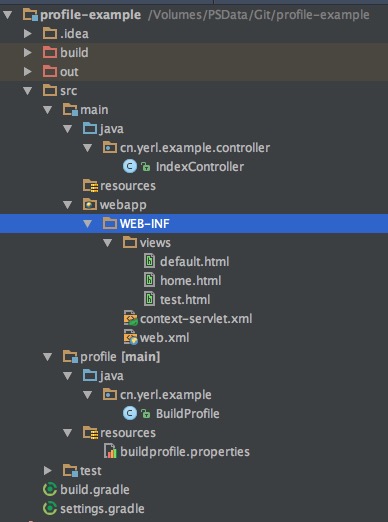 profile-example /Volumes/PSData/Git/profile-example
.idea
build
out
src
main
java
cn.yerl.example.controller
C IndexController
resources
webapp
WEB-INF
views
default.html
home.html
test.html
context-servlet.xml
web.xml
profile [main]
java
cn.yerl.example
C BuildProfile
resources
buildprofile.properties
test
build.gradle
settings.gradle